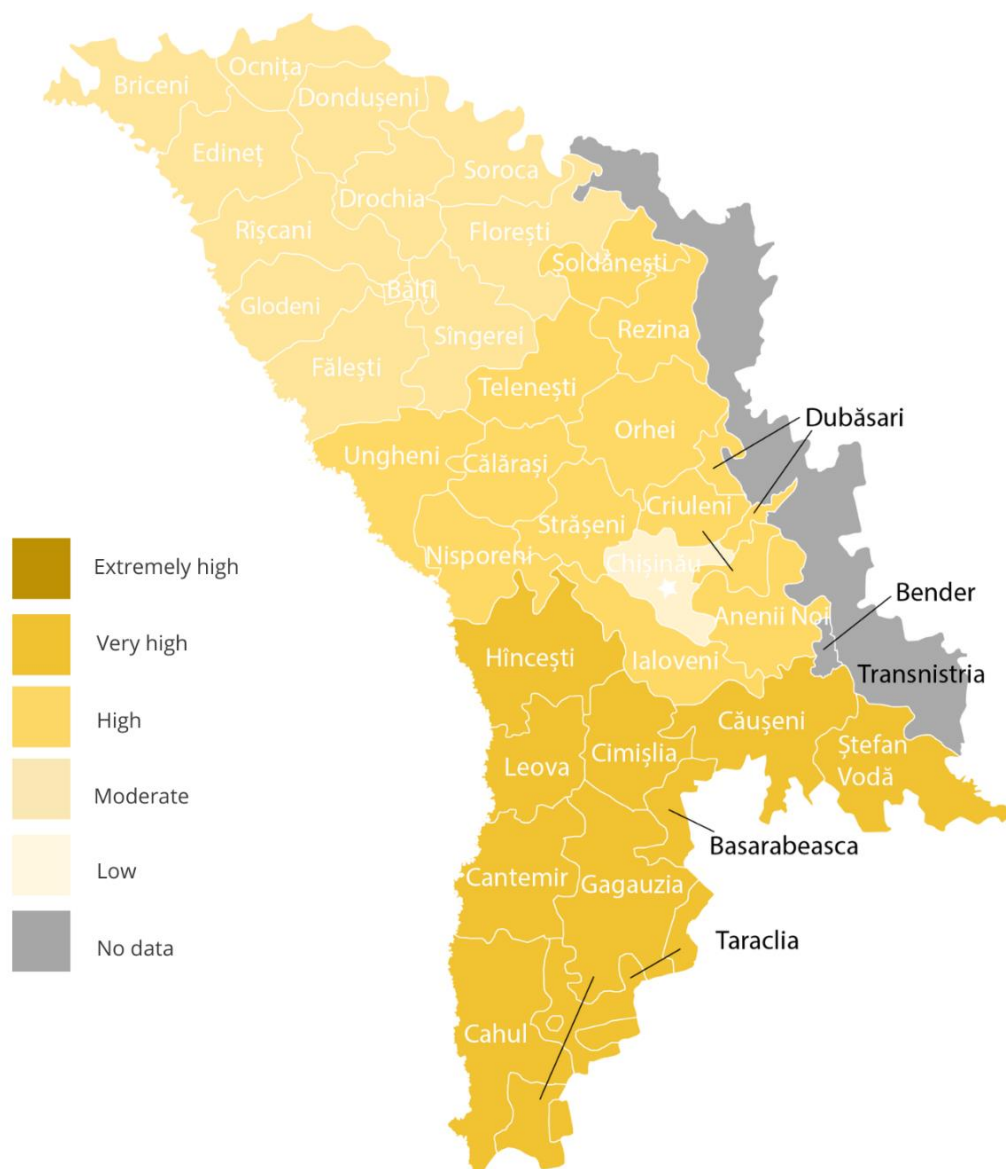 Ocnița
Briceni
Dondușeni
Edineț
Soroca
Drochia
Florești
Rîșcani
Soldănești
Bălți
Glodeni
Sîngerei
Rezina
Fălești
Telenești
Dubăsari
Orhei
Ungheni
Călărași
Criuleni
Strășeni
Nisporeni
Chișinău
Extremely high
Bender
Anenii Noi
Very high
Hîncești
Ialoveni
Transnistria
High
Căușeni
Cimișlia
Ștefan
Vodă
Leova
Moderate
Basarabeasca
Low
Cantemir
Gagauzia
No data
Taraclia
Cahul